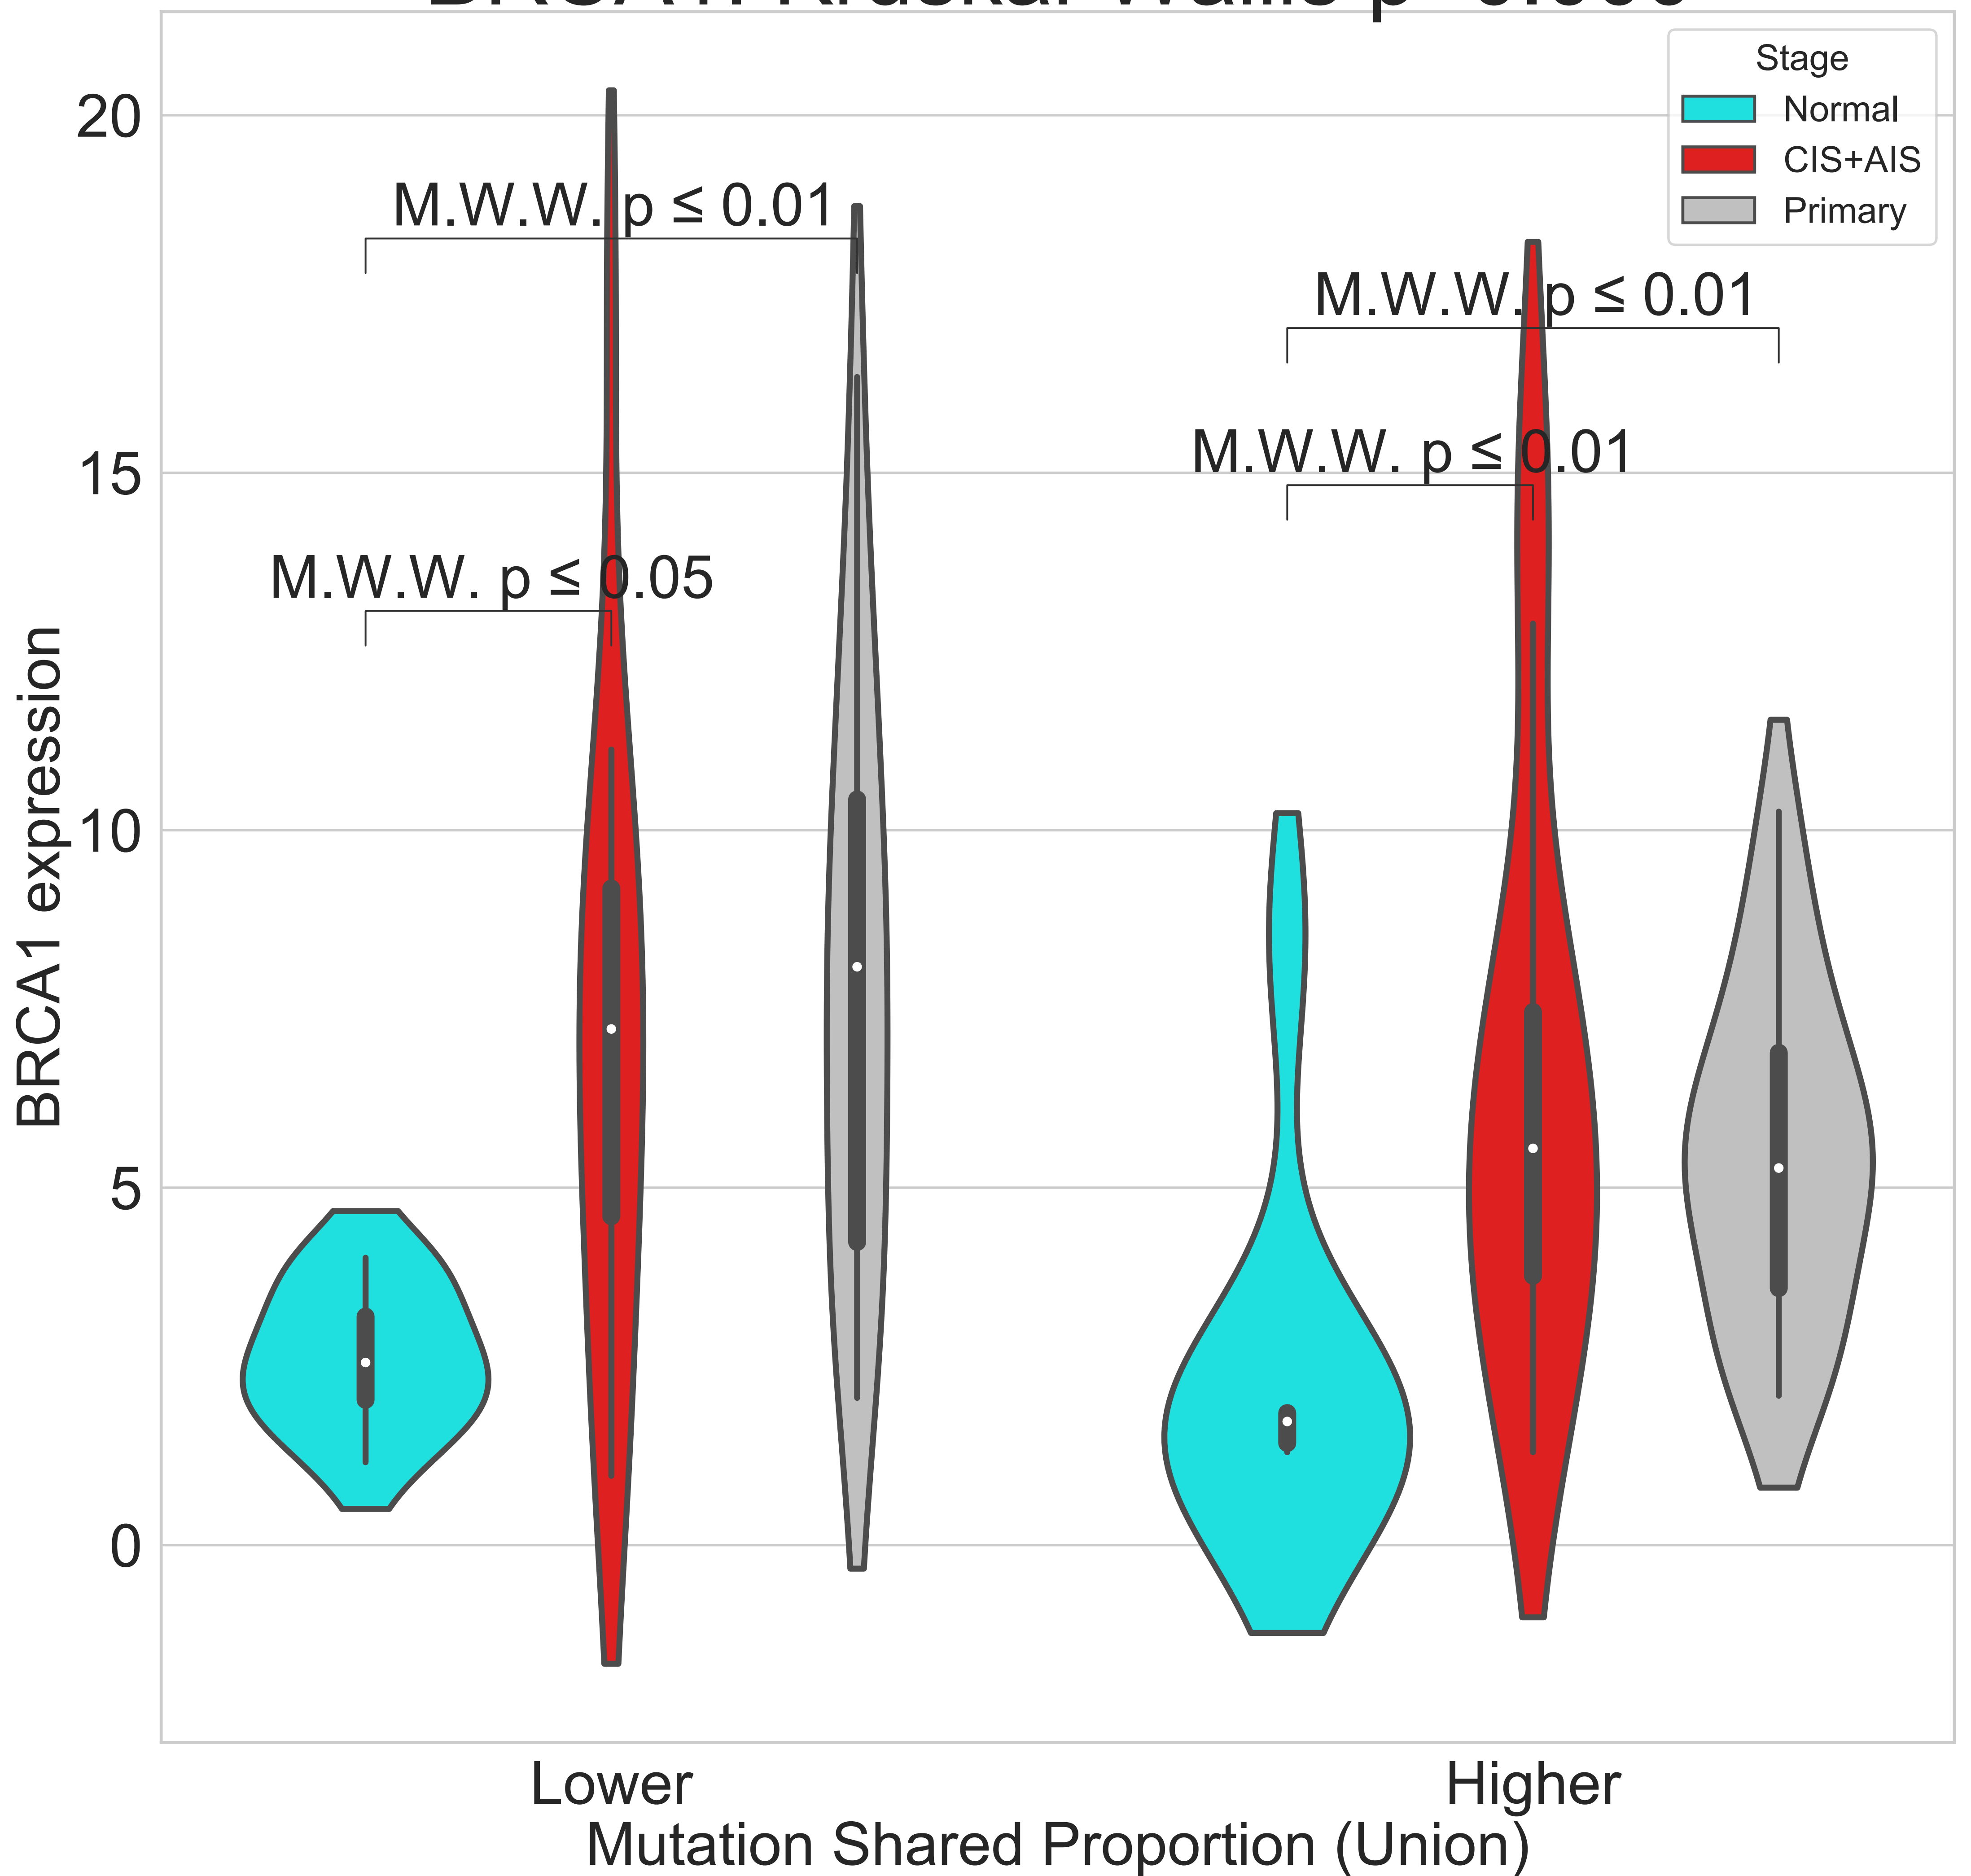 Stage
Normal
CIS+AIS
Primary
20
15
10
5
0
BRCA1 expression
M.W.W. p ≤ 0.01
M.W.W. p ≤ 0.05
M.W.W. p ≤ 0.01
M.W.W. p ≤ 0.01
Lower
Higher
Mutation Shared Proportion (Union)